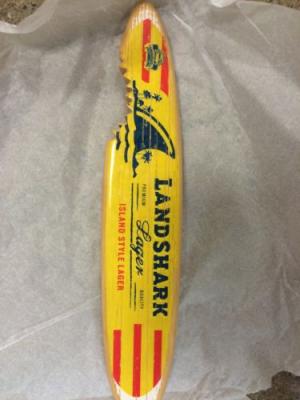 LANDSHARK
PREMIUM
Lager
QUALITY
ISLAND STYLE LAGER